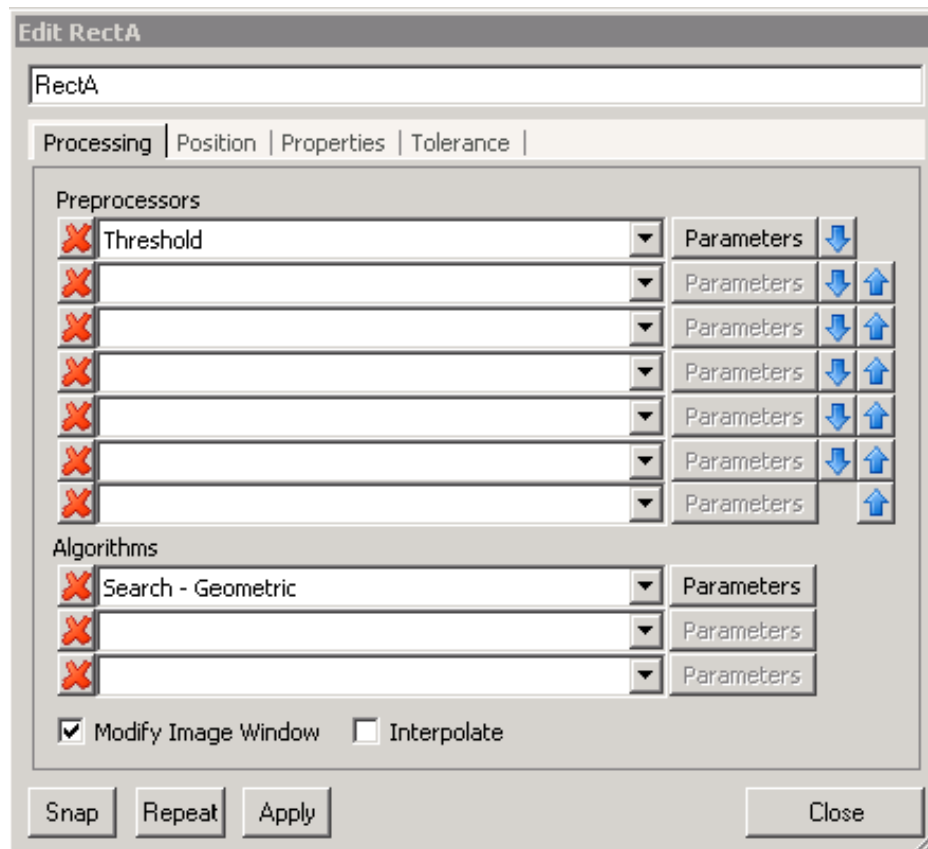 Edit RectA
RectA
Processing | Position | Properties | Tolerance |
Preprocessors
Threshold Parameters
Parameters
Parameters
Parameters
Parameters
Parameters
Parameters
Algorithms
Search - Geometric Parameters
Parameters
Parameters
Modify Image Window Interpolate
Snap Repeat Apply Close